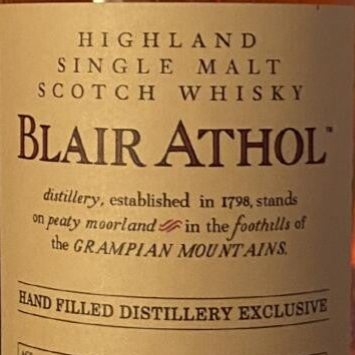 HIGHLAND
SINGLE MALT
SCOTCH WHISKY
BLAIR ATHOL™
distillery, established in 1798, stands
on peaty moorland in the foothills of
the GRAMPIAN MOUNTAINS.
HAND FILLED DISTILLERY EXCLUSIVE